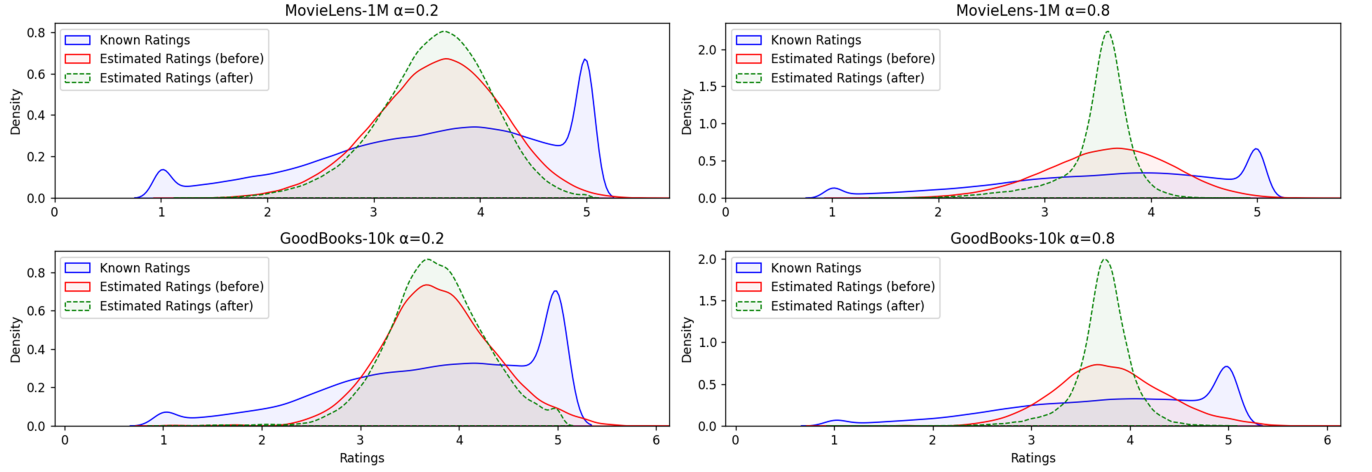 MovieLens-1M α=0.2
Known Ratings
Estimated Ratings (before)
Estimated Ratings (after)
Density
0.8
0.6
0.4
0.2
0.0
0 1 2 3 4 5
MovieLens-1M α=0.8
Known Ratings
Estimated Ratings (before)
Estimated Ratings (after)
Density
2.0
1.5
1.0
0.5
0.0
0 1 2 3 4 5
GoodBooks-10k α=0.2
Known Ratings
Estimated Ratings (before)
Estimated Ratings (after)
Density
0.8
0.6
0.4
0.2
0.0
0 1 2 3 4 5 6
Ratings
GoodBooks-10k α=0.8
Known Ratings
Estimated Ratings (before)
Estimated Ratings (after)
Density
2.0
1.5
1.0
0.5
0.0
0 1 2 3 4 5 6
Ratings